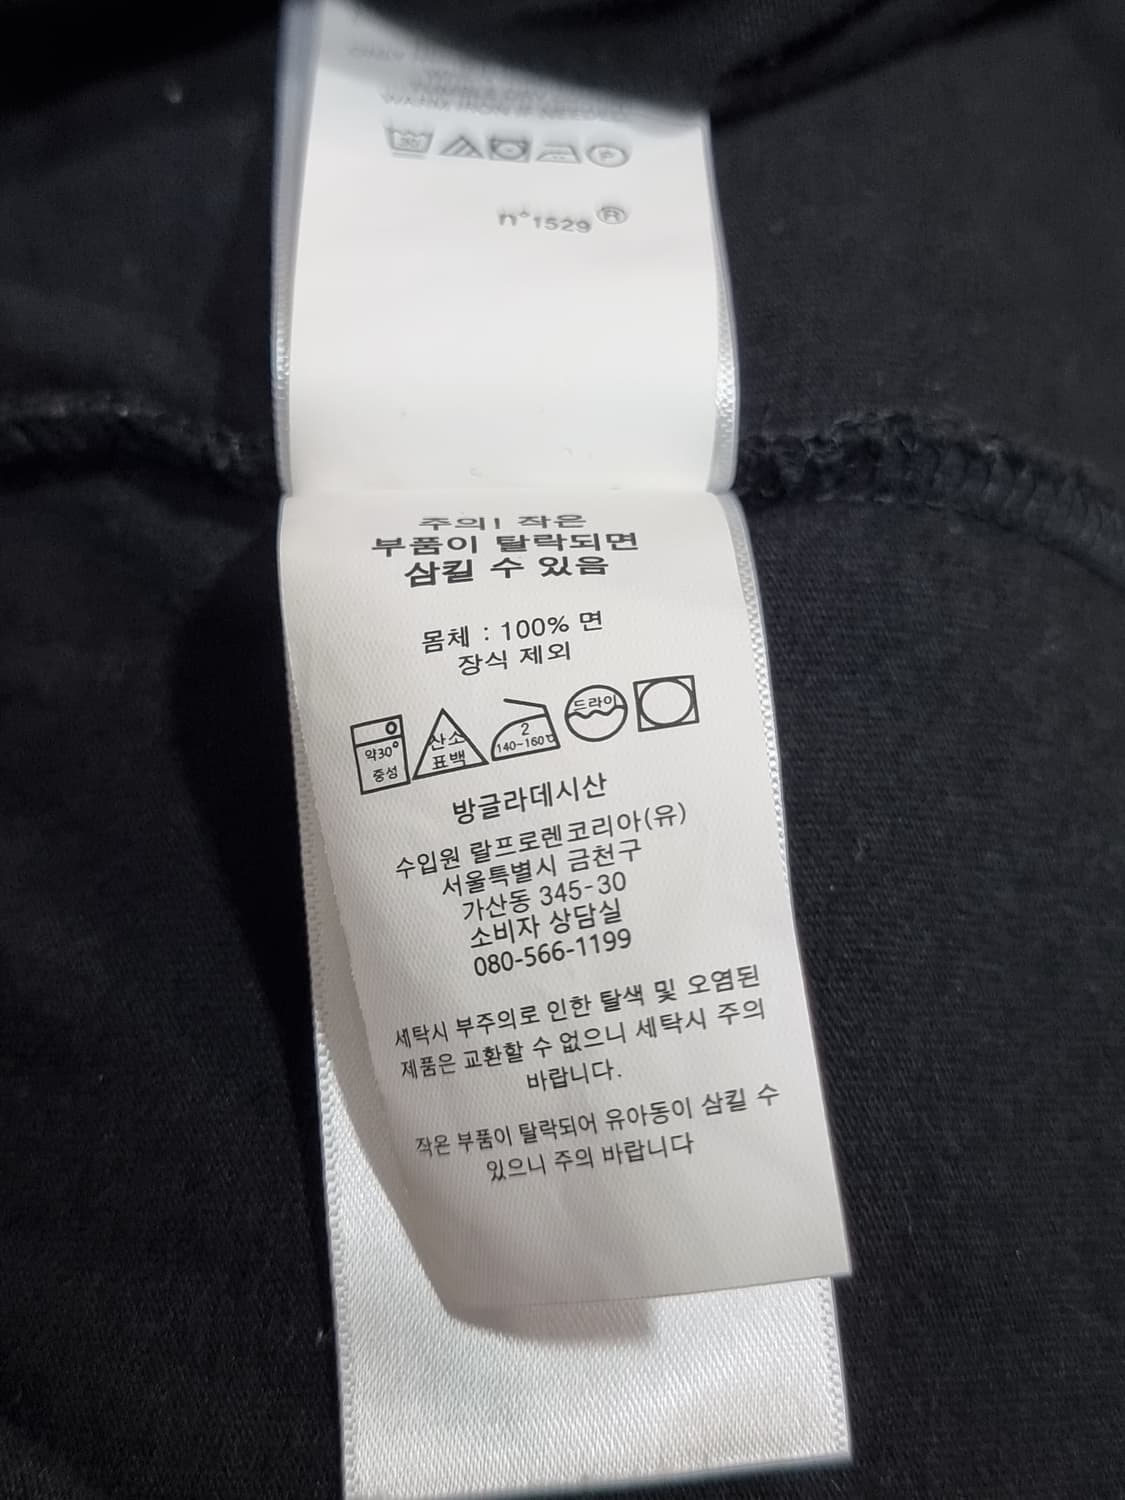 WARM IRON IF NEEDED
30
P
n°1529 ®
주의! 작은
부품이 탈락되면
삼킬 수 있음
몸체 : 100% 면
장식 제외
약30°
중성
산소
표백
2
140~160℃
드라이
방글라데시산
수입원 랄프로렌코리아(유)
서울특별시 금천구
가산동 345-30
소비자 상담실
080-566-1199
세탁시 부주의로 인한 탈색 및 오염된
제품은 교환할 수 없으니 세탁시 주의
바랍니다.
작은 부품이 탈락되어 유아동이 삼킬 수
있으니 주의 바랍니다